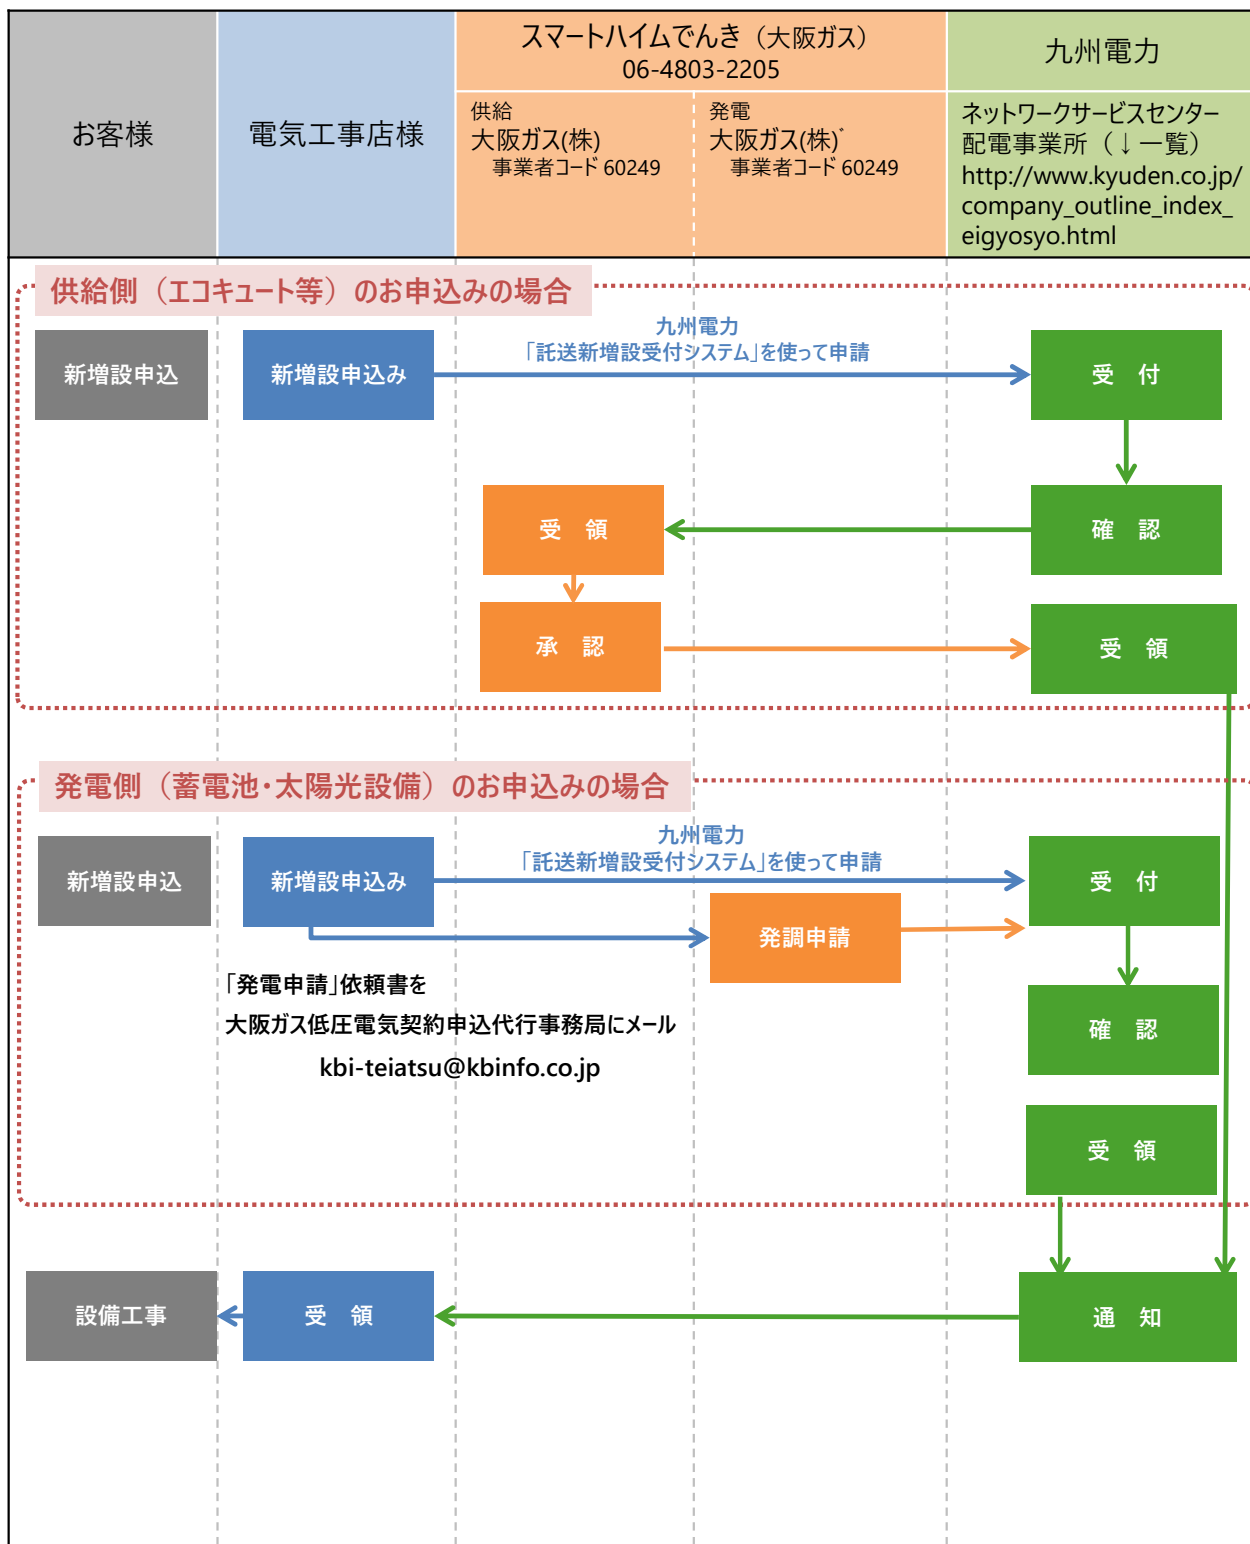 お客様
電気工事店様
スマートハイムでんき（大阪ガス）
06-4803-2205
供給
大阪ガス(株)
事業者コード 60249
発電
大阪ガス(株)゛
事業者コード 60249
九州電力
ネットワークサービスセンター
配電事業所（↓一覧）
http://www.kyuden.co.jp/
company_outline_index_
eigyosyo.html
供給側（エコキュート等）のお申込みの場合
新増設申込
新増設申込み
九州電力
「託送新増設受付システム」を使って申請
受　付
受　領
確　認
承　認
受　領
発電側（蓄電池・太陽光設備）のお申込みの場合
新増設申込
新増設申込み
九州電力
「託送新増設受付システム」を使って申請
受　付
発調申請
「発電申請」依頼書を
大阪ガス低圧電気契約申込代行事務局にメール
kbi-teiatsu@kbinfo.co.jp
確　認
受　領
設備工事
受　領
通　知